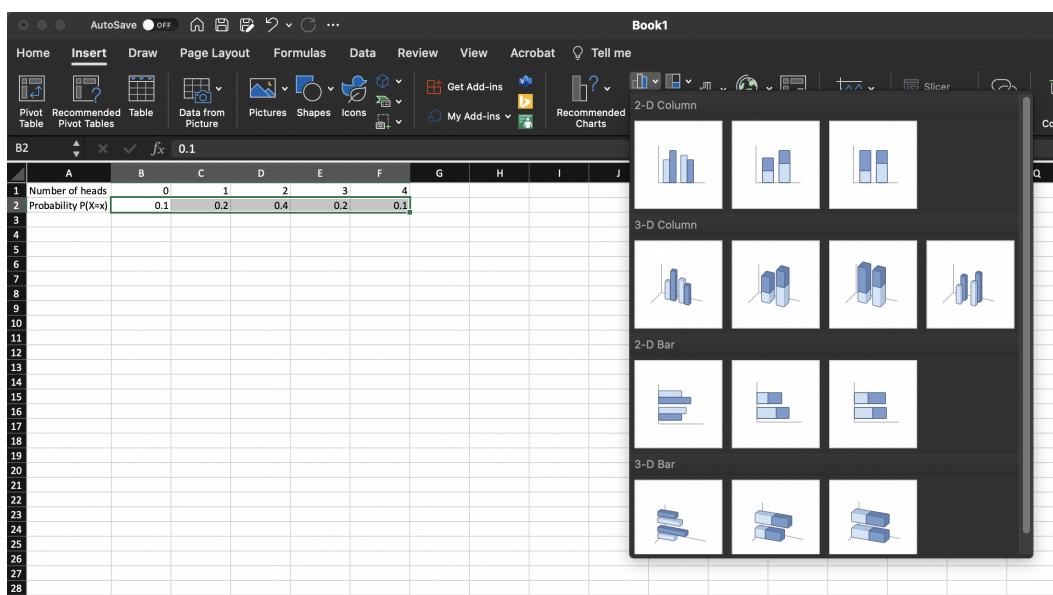 AutoSave OFF Book1
Home Insert Draw Page Layout Formulas Data Review View Acrobat Tell me
Pivot Table
Recommended Pivot Tables
Table
Data from Picture
Pictures
Shapes
Icons
Get Add-ins
My Add-ins
Recommended Charts
Slicer
B2 fx 0.1
A B C D E F G H I J Q
1 Number of heads 0 1 2 3 4
2 Probability P(X=x) 0.1 0.2 0.4 0.2 0.1
3
4
5
6
7
8
9
10
11
12
13
14
15
16
17
18
19
20
21
22
23
24
25
26
27
28
2-D Column
3-D Column
2-D Bar
3-D Bar